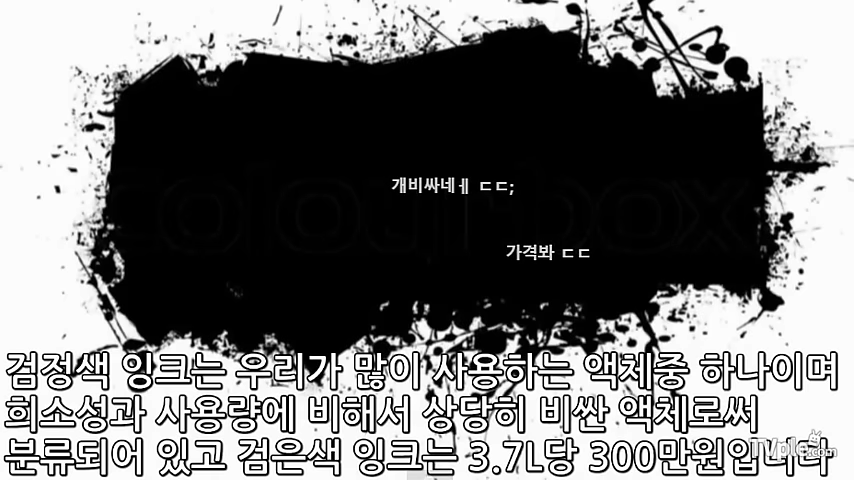 개비싸네ㅔ ㄷㄷ;
colourbox
가격봐 ㄷㄷ
검정색 잉크는 우리가 많이 사용하는 액체중 하나이며
희소성과 사용량에 비해서 상당히 비싼 액체로써
분류되어 있고 검은색 잉크는 3.7L당 300만원입니다
TVple.com